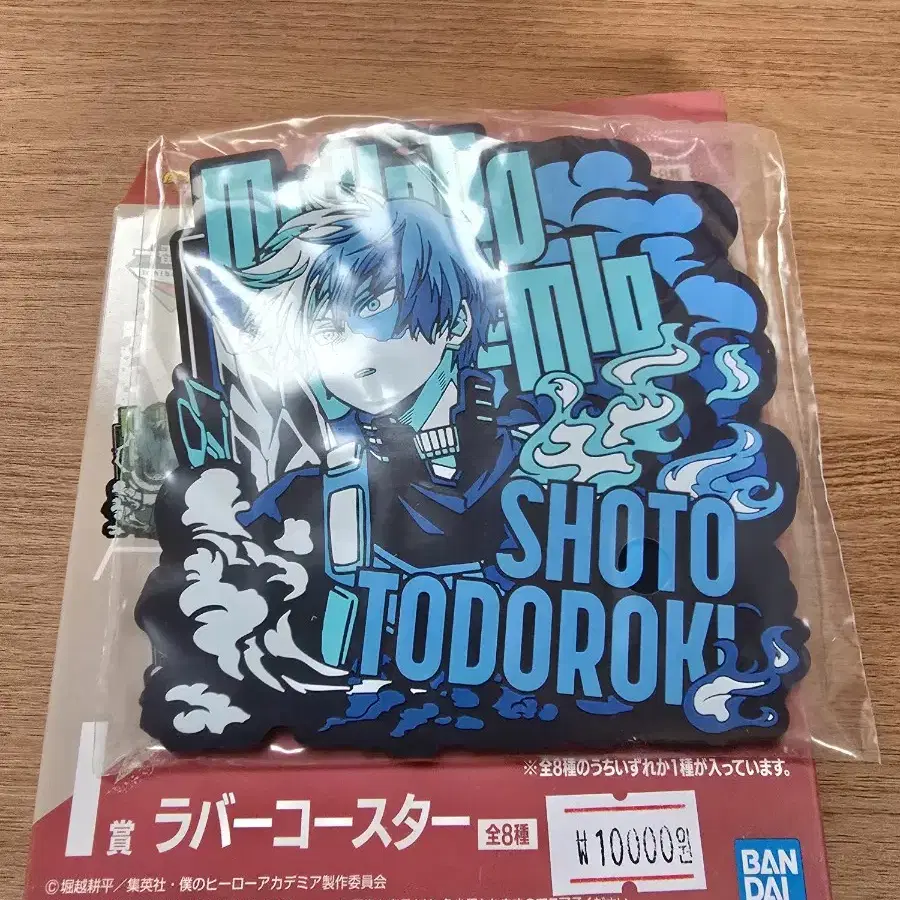 SHOTO
TODOROKI
※全8種のうちいずれか1種が入っています。
I賞 ラバーコースター 全8種
₩10000원
BAN
DAI
©堀越耕平／集英社・僕のヒーローアカデミア製作委員会